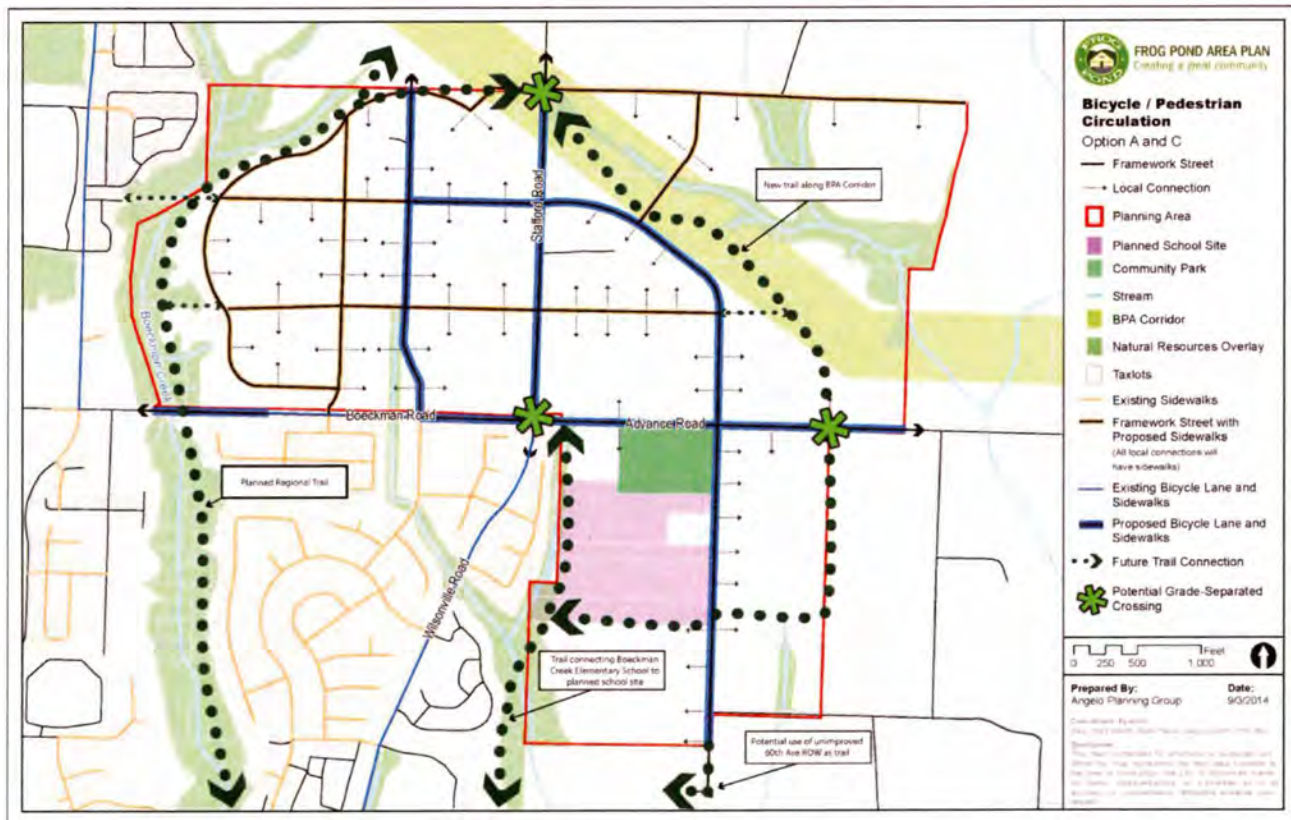 FROG POND
FROG POND AREA PLAN
Creating a great community
Bicycle / Pedestrian
Circulation
Option A and C
Framework Street
Local Connection
Planning Area
Planned School Site
Community Park
Stream
BPA Corridor
Natural Resources Overlay
Taxlots
Existing Sidewalks
Framework Street with
Proposed Sidewalks
(All local connections will
have sidewalks)
Existing Bicycle Lane and
Sidewalks
Proposed Bicycle Lane and
Sidewalks
Future Trail Connection
Potential Grade-Separated
Crossing
Feet
0 250 500 1,000
Prepared By:
Angelo Planning Group
Date:
9/3/2014
New trail along BPA Corridor
Stafford Road
Boeckman Creek
Boeckman Road
Advance Road
Planned Regional Trail
Wilsonville Road
Trail connecting Boeckman
Creek Elementary School to
planned school site
Potential use of unimproved
60th Ave ROW as trail